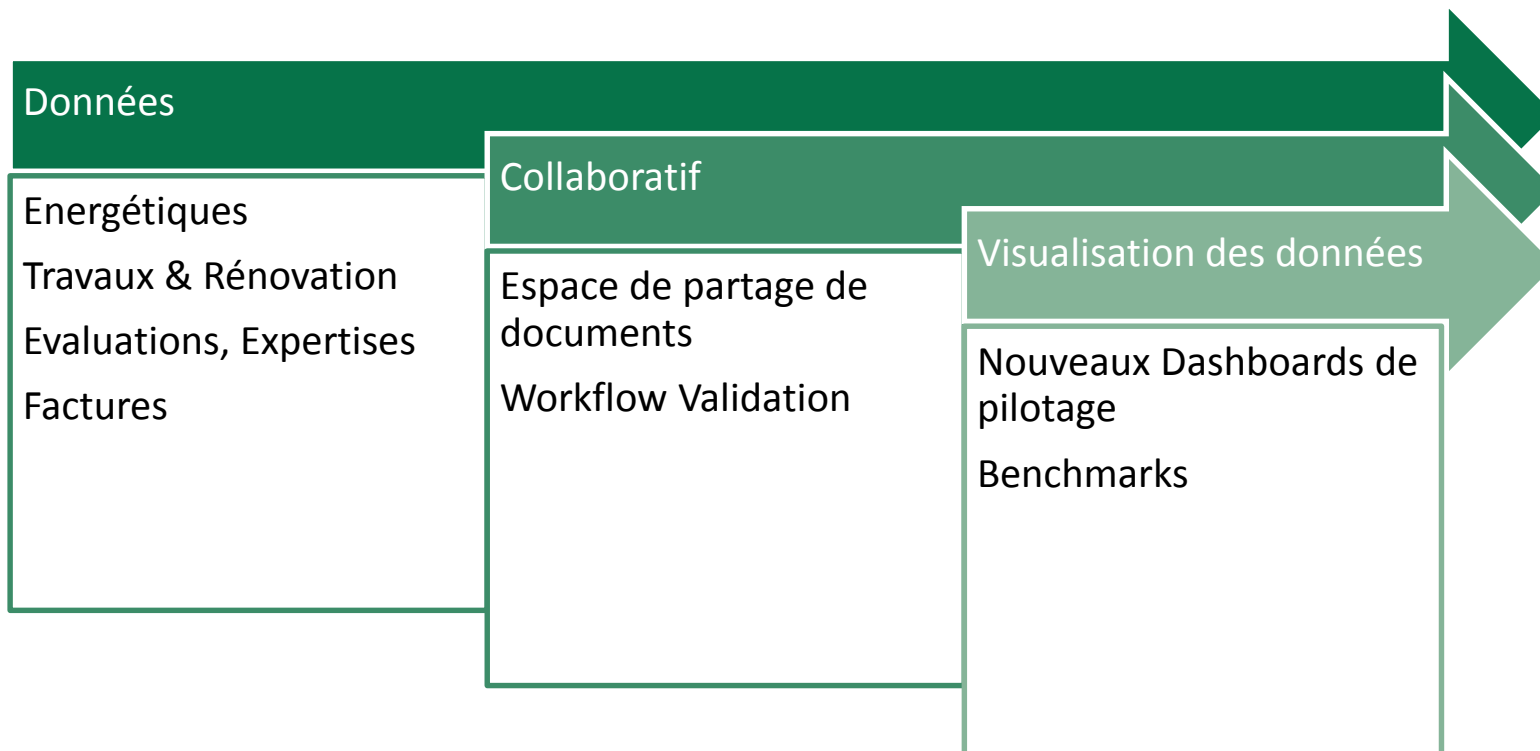 Données
Energétiques
Travaux & Rénovation
Evaluations, Expertises
Factures
Collaboratif
Espace de partage de
documents
Workflow Validation
Visualisation des données
Nouveaux Dashboards de
pilotage
Benchmarks